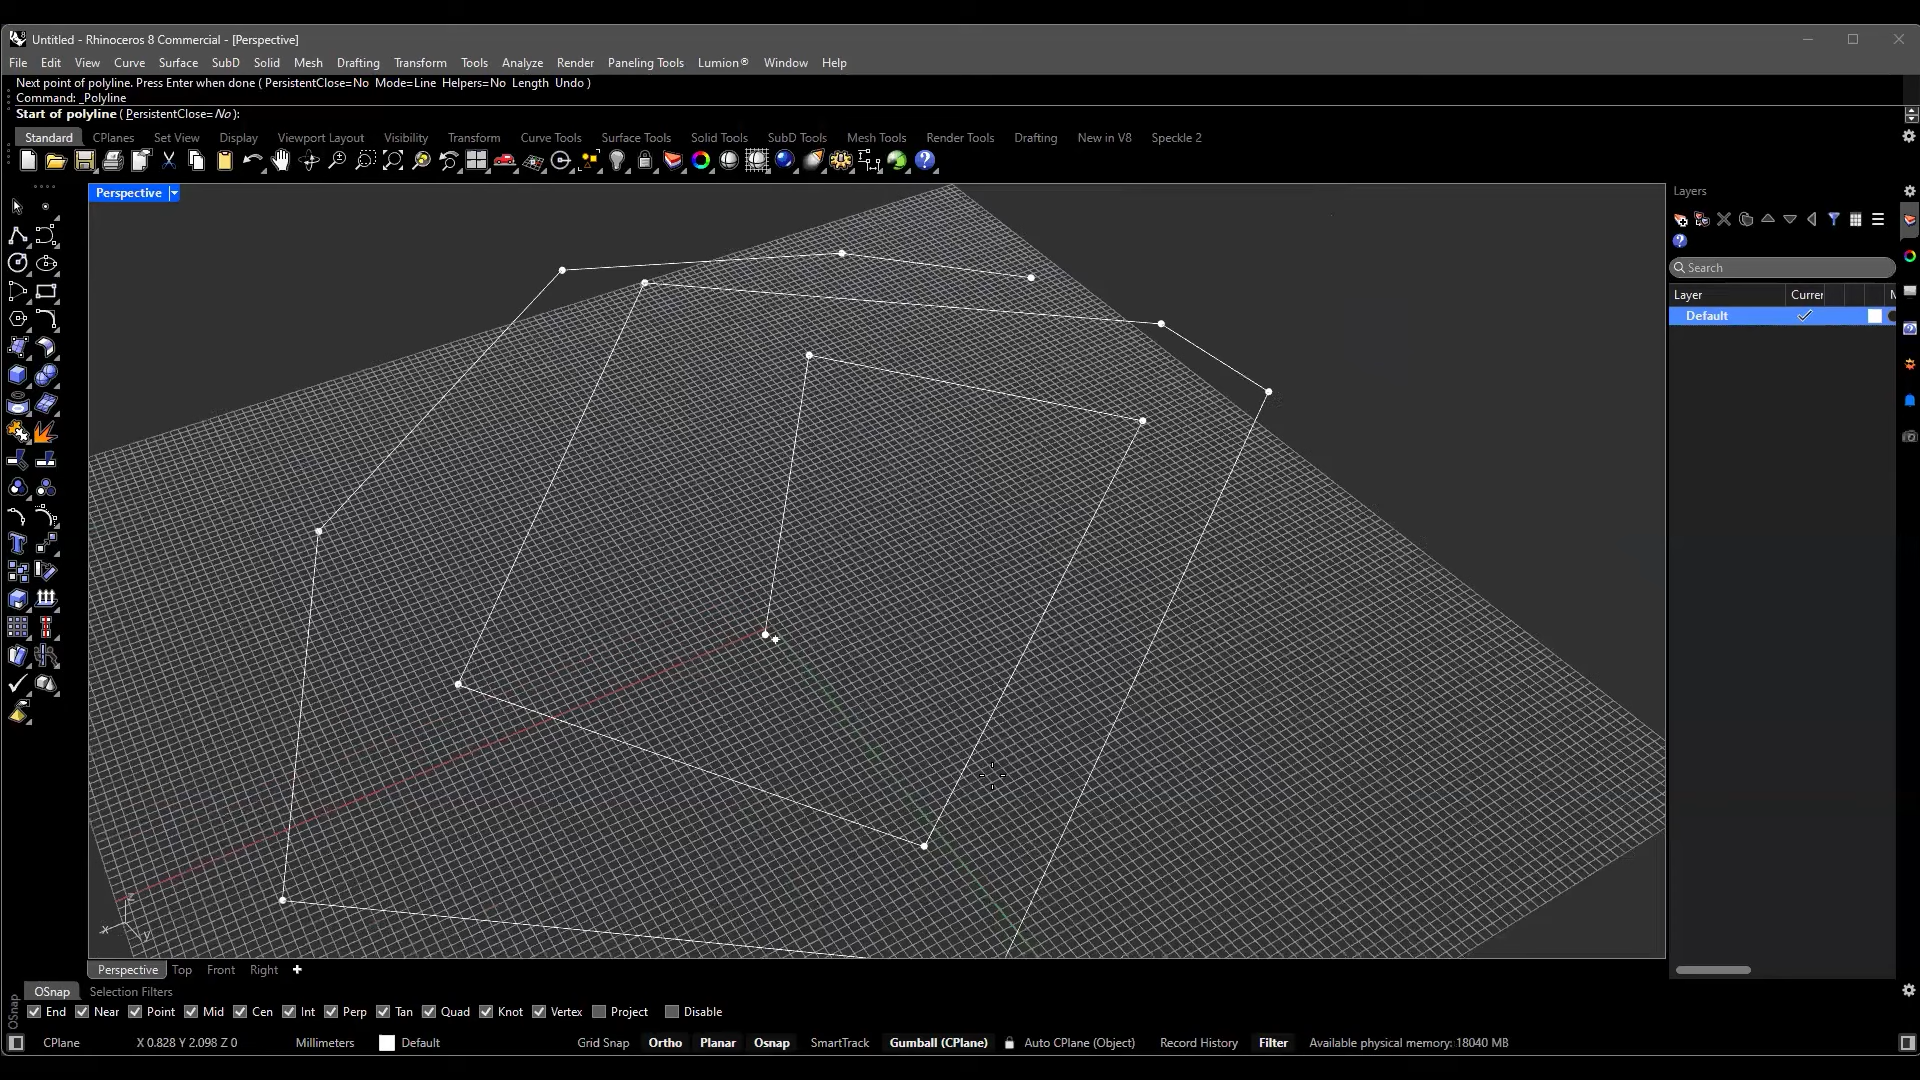 Untitled - Rhinoceros 8 Commercial - [Perspective]
File Edit View Curve Surface SubD Solid Mesh Drafting Transform Tools Analyze Render Paneling Tools Lumion® Window Help
Next point of polyline. Press Enter when done ( PersistentClose=No Mode=Line Helpers=No Length Undo )
Command: _Polyline
Start of polyline ( PersistentClose=No ):
Standard CPlanes Set View Display Viewport Layout Visibility Transform Curve Tools Surface Tools Solid Tools SubD Tools Mesh Tools Render Tools Drafting New in V8 Speckle 2
Perspective
Layers
Search
Layer Currer
Default
z
x
y
Perspective Top Front Right
OSnap Selection Filters
OSnap
End Near Point Mid Cen Int Perp Tan Quad Knot Vertex Project Disable
CPlane X 0.828 Y 2.098 Z 0 Millimeters Default Grid Snap Ortho Planar Osnap SmartTrack Gumball (CPlane) Auto CPlane (Object) Record History Filter Available physical memory: 18040 MB